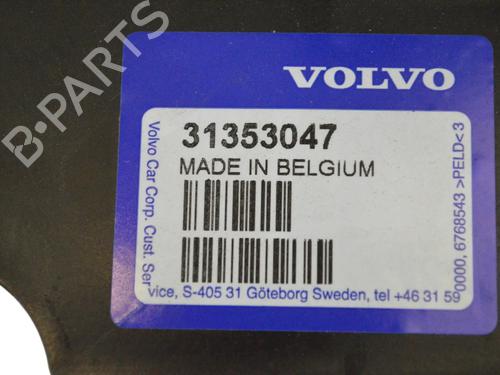 B-PARTS
VOLVO
31353047
MADE IN BELGIUM
Volvo Car Corp. Cust. Ser
vice, S-405 31 Göteborg Sweden, tel +46 31 59
0000, 6768543 >PELD<3